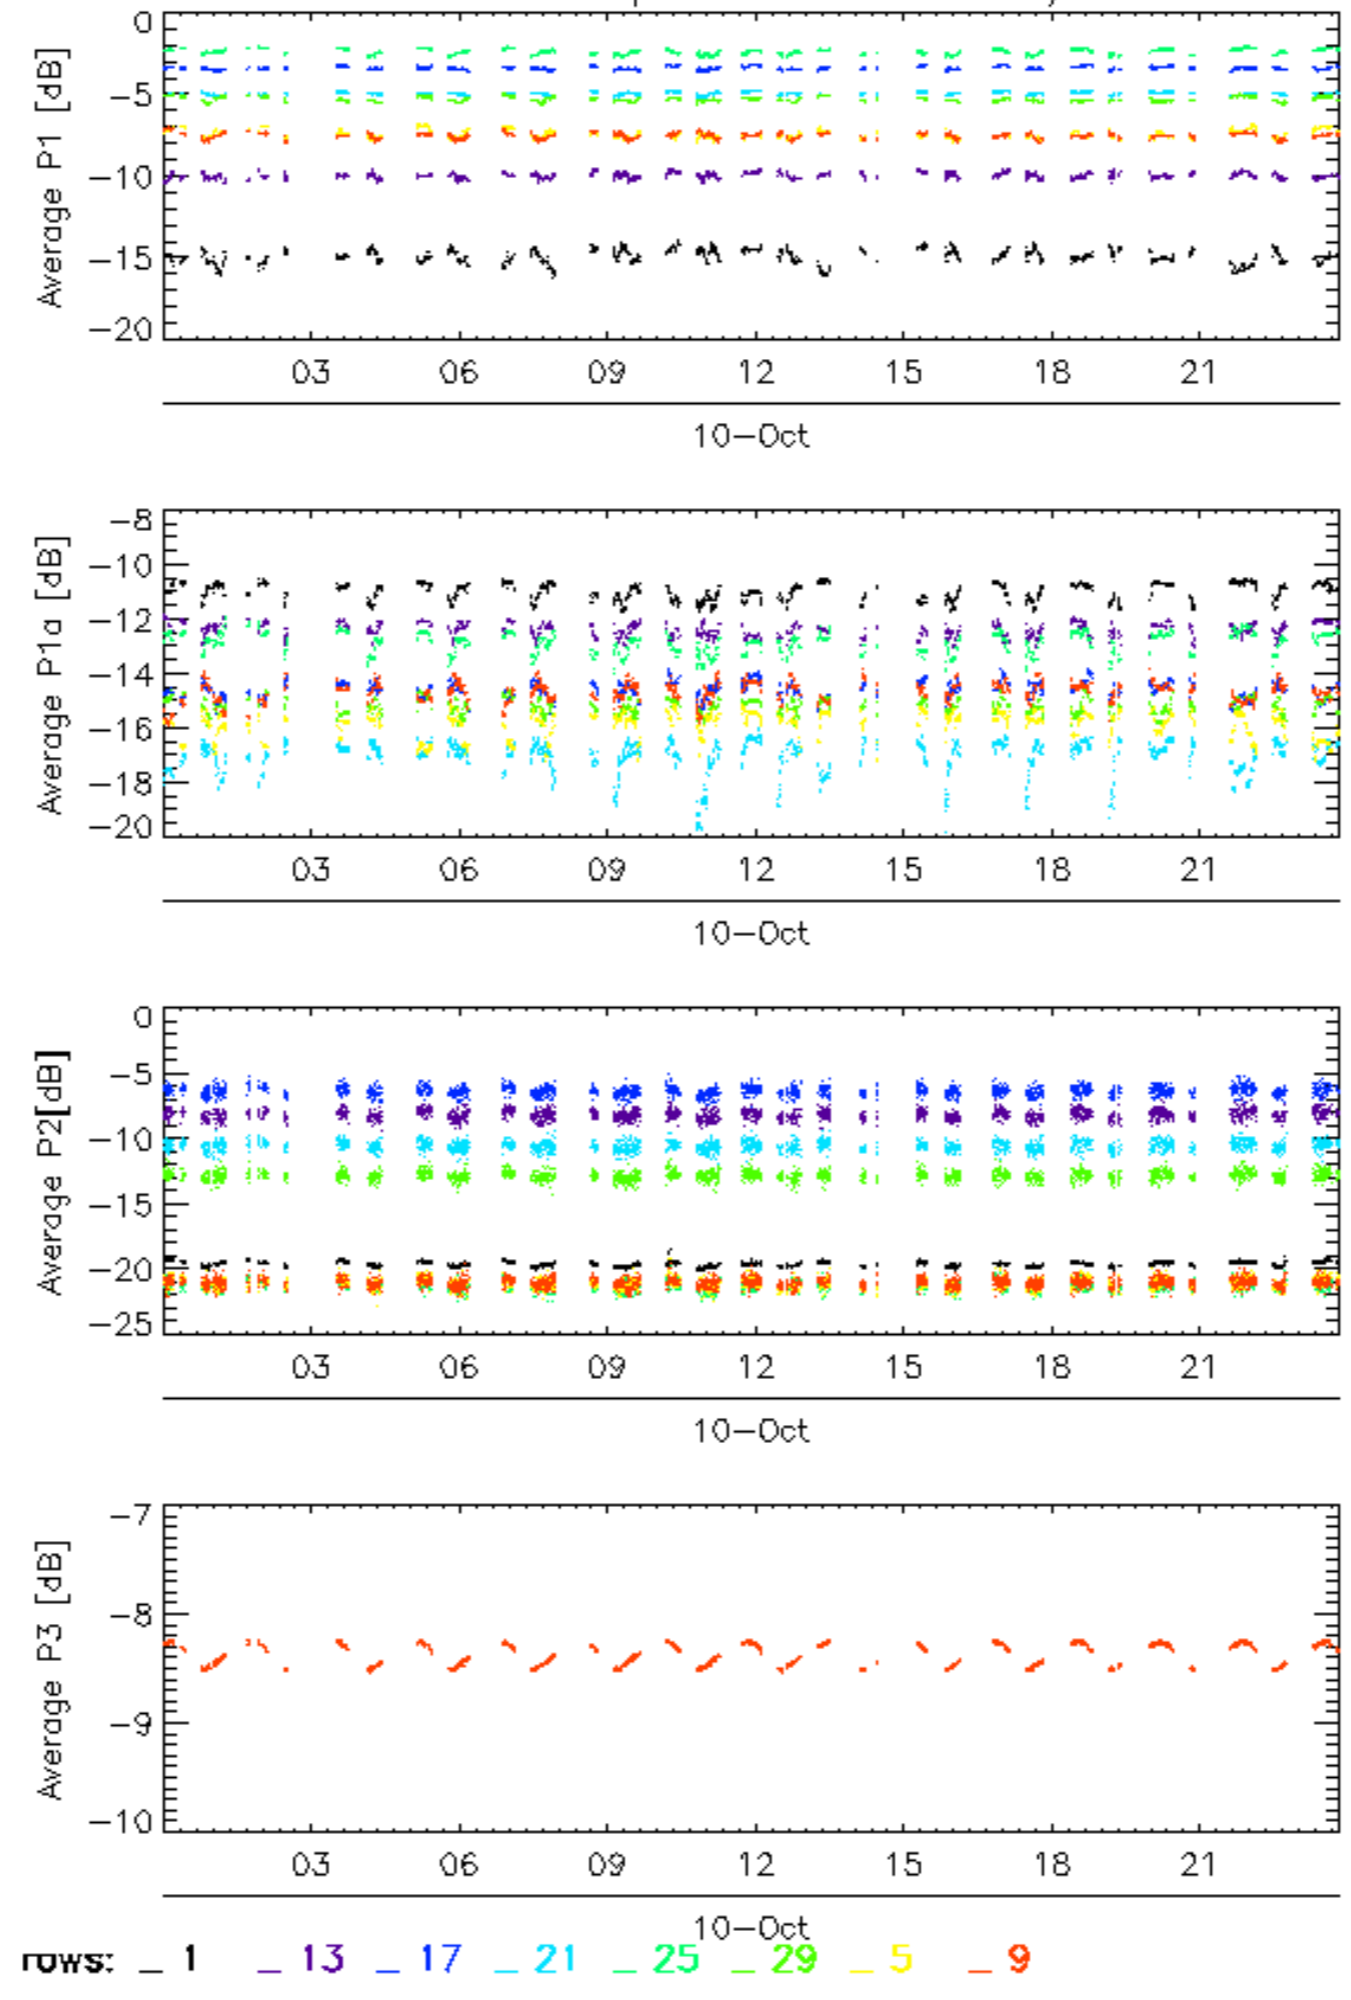 0
−5
−10
−15
−20
Average P1 [dB]
03 06 09 12 15 18 21
10−Oct
−8
−10
−12
−14
−16
−18
−20
Average P1a [dB]
03 06 09 12 15 18 21
10−Oct
0
−5
−10
−15
−20
−25
Average P2[dB]
03 06 09 12 15 18 21
10−Oct
−7
−8
−9
−10
Average P3 [dB]
03 06 09 12 15 18 21
10−Oct
rows: _ 1 _ 13 _ 17 _ 21 _ 25 _ 29 _ 5 _ 9